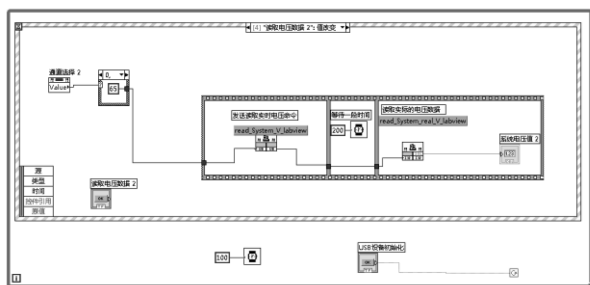 [4] "读取电压数据 2": 值改变
通道选择 2
Value
0,
65
发送读取实时电压命令
read_System_V_labview
等待一段时间
200
读取实际的电压数据
read_System_real_V_labview
系统电压值 2
源
类型
时间
控件引用
旧值
读取电压数据 2
100
USB设备初始化
i